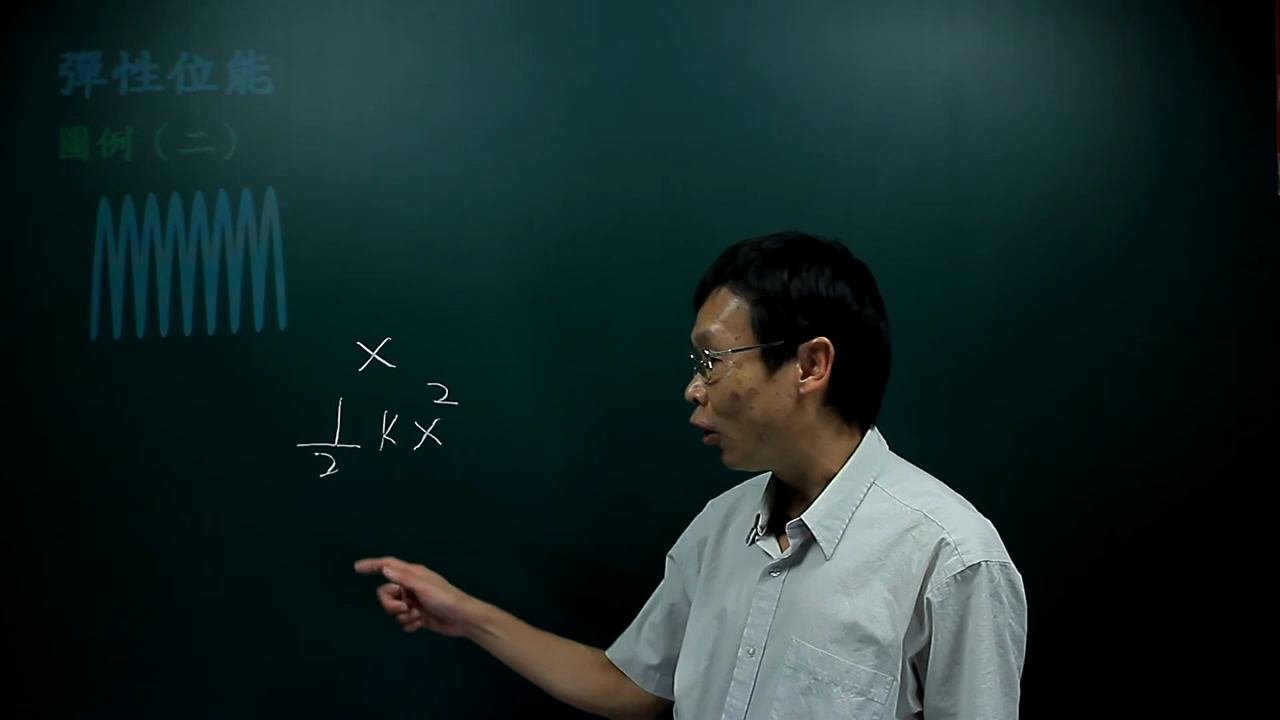 彈性位能
圖例（二）
x
1/2 kx²